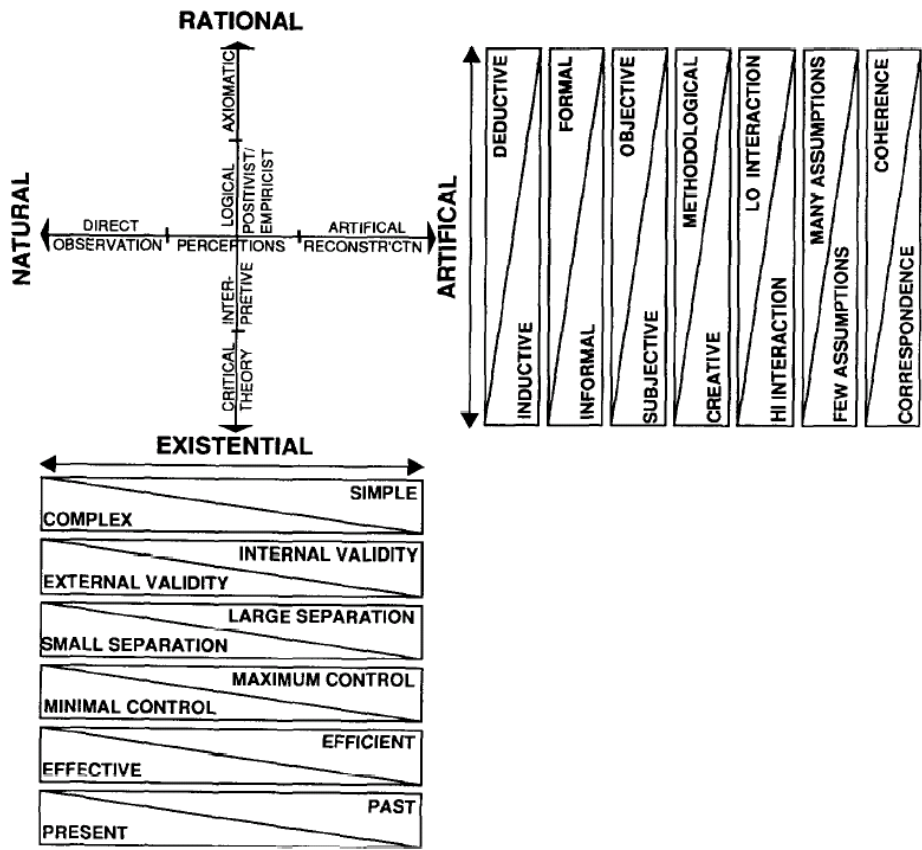 RATIONAL
AXIOMATIC
LOGICAL
POSITIVIST/
EMPIRICIST
NATURAL
DIRECT
OBSERVATION
PERCEPTIONS
ARTIFICAL
RECONSTR'CTN
ARTIFICAL
INTER-
PRETIVE
CRITICAL
THEORY
EXISTENTIAL
DEDUCTIVE
INDUCTIVE
FORMAL
INFORMAL
OBJECTIVE
SUBJECTIVE
METHODOLOGICAL
CREATIVE
LO INTERACTION
HI INTERACTION
MANY ASSUMPTIONS
FEW ASSUMPTIONS
COHERENCE
CORRESPONDENCE
SIMPLE
COMPLEX
INTERNAL VALIDITY
EXTERNAL VALIDITY
LARGE SEPARATION
SMALL SEPARATION
MAXIMUM CONTROL
MINIMAL CONTROL
EFFICIENT
EFFECTIVE
PAST
PRESENT